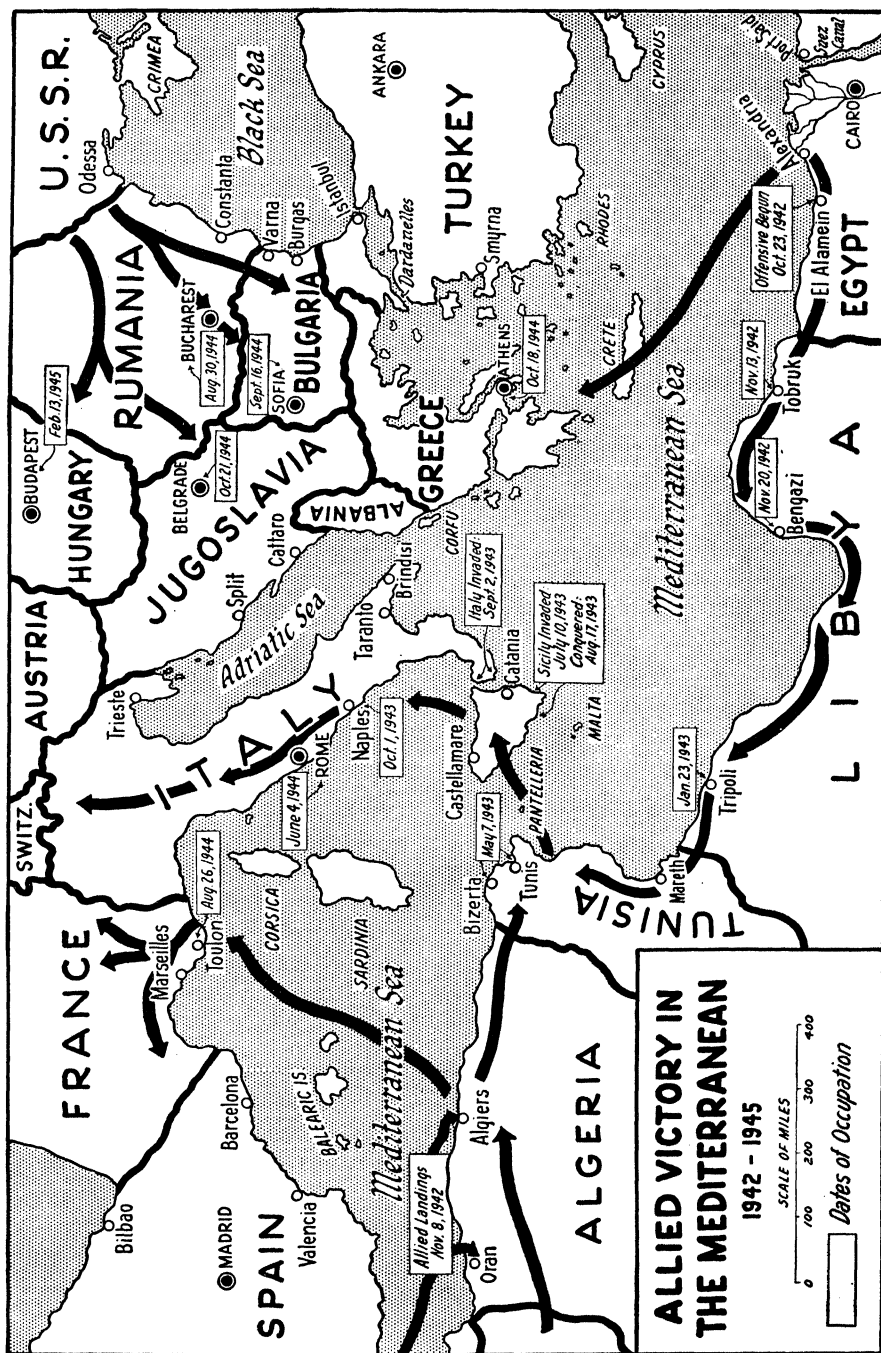 ALLIED VICTORY IN
THE MEDITERRANEAN
1942 - 1945
SCALE OF MILES
0 100 200 300 400
Dates of Occupation
FRANCE
SWITZ.
AUSTRIA
HUNGARY
BUDAPEST
Feb. 13, 1945
RUMANIA
U.S.S.R.
Odessa
CRIMEA
Bilbao
Marseilles
Toulon
Aug. 26, 1944
Trieste
JUGOSLAVIA
BELGRADE
Oct. 21, 1944
BUCHAREST
Aug. 30, 1944
Constanta
Black Sea
MADRID
SPAIN
Barcelona
Valencia
BALEARIC IS
CORSICA
SARDINIA
ITALY
ROME
June 4, 1944
Split
Adriatic Sea
Cattaro
ALBANIA
Sept. 16, 1944
SOFIA
BULGARIA
Varna
Burgas
Istanbul
ANKARA
Naples
Oct. 1, 1943
Taranto
Brindisi
CORFU
GREECE
Dardanelles
TURKEY
Smyrna
ATHENS
Oct. 18, 1944
Mediterranean Sea
Allied Landings
Nov. 8, 1942
Oran
Algiers
ALGERIA
Bizerta
Tunis
May 7, 1943
PANTELLERIA
Castellamare
Catania
Italy Invaded:
Sept. 2, 1943
Sicily Invaded
July 10, 1943
Conquered:
Aug. 17, 1943
MALTA
CRETE
RHODES
CYPRUS
Mediterranean Sea
TUNISIA
Mareth
Tripoli
Jan. 23, 1943
LIBYA
Bengazi
Nov. 20, 1942
Tobruk
Nov. 13, 1942
El Alamein
Offensive Begun
Oct. 23, 1942
EGYPT
Alexandria
CAIRO
Port Said
Suez
Canal